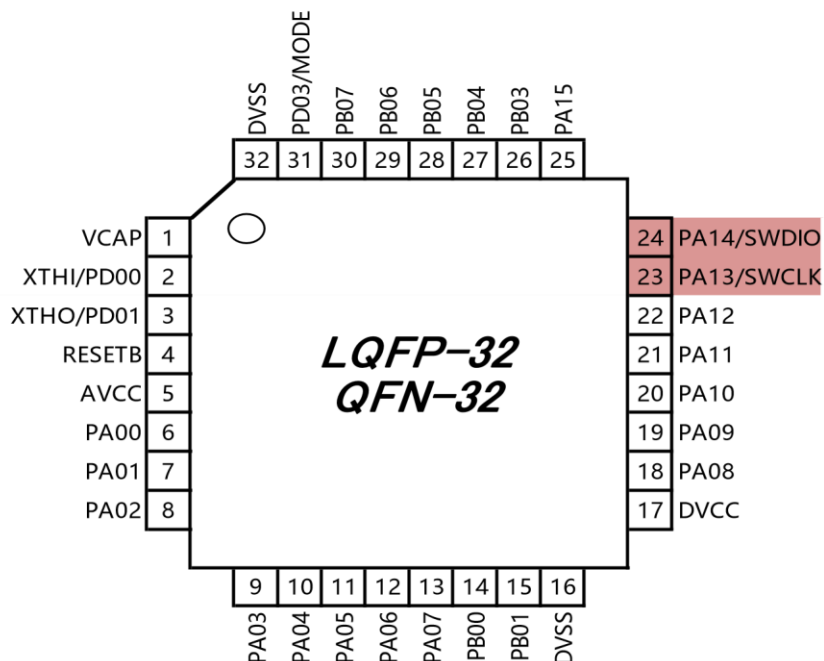 DVSS
PD03/MODE
PB07
PB06
PB05
PB04
PB03
PA15
32 31 30 29 28 27 26 25
VCAP 1
XTHI/PD00 2
XTHO/PD01 3
RESETB 4
AVCC 5
PA00 6
PA01 7
PA02 8
LQFP-32
QFN-32
24 PA14/SWDIO
23 PA13/SWCLK
22 PA12
21 PA11
20 PA10
19 PA09
18 PA08
17 DVCC
9 10 11 12 13 14 15 16
PA03
PA04
PA05
PA06
PA07
PB00
PB01
DVSS